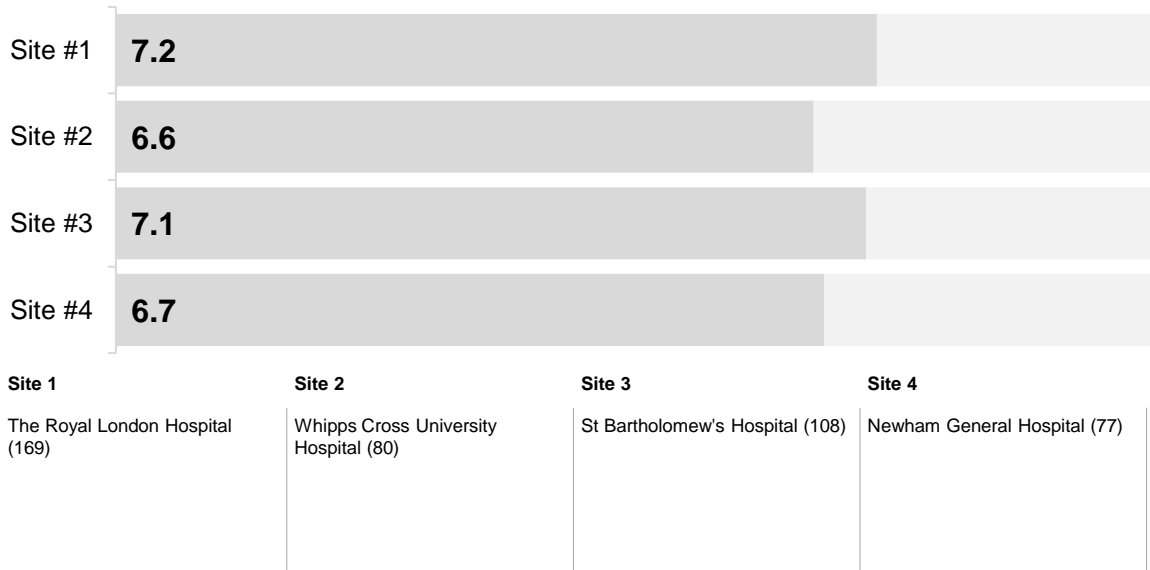 Site #1
7.2
Site #2
6.6
Site #3
7.1
Site #4
6.7
Site 1
The Royal London Hospital
(169)
Site 2
Whipps Cross University
Hospital (80)
Site 3
St Bartholomew's Hospital (108)
Site 4
Newham General Hospital (77)